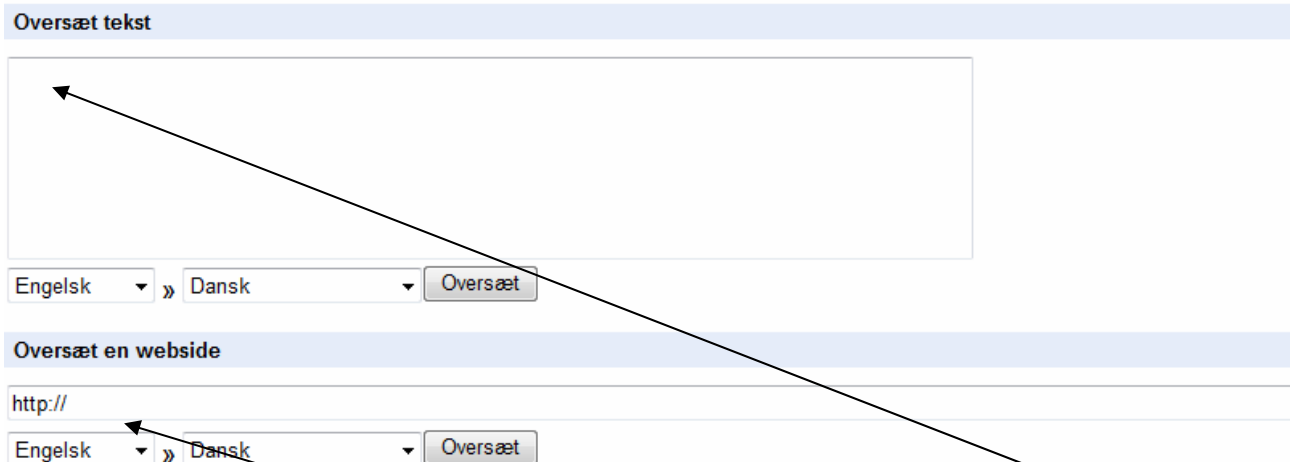 Oversæt tekst
Engelsk » Dansk Oversæt
Oversæt en webside
http://
Engelsk » Dansk Oversæt